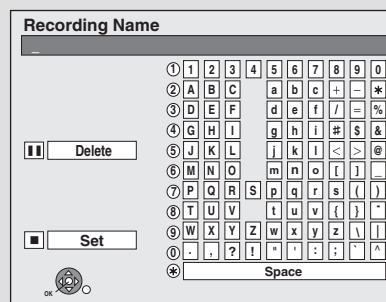 Recording Name
_
① 1 2 3 4 5 6 7 8 9 0
② A B C a b c + − *
③ D E F d e f / = %
④ G H I g h i # $ &
Delete ⑤ J K L j k l < > @
⑥ M N O m n o [ ] _
⑦ P Q R S p q r s ( )
⑧ T U V t u v { } ~
Set ⑨ W X Y Z w x y z \ |
⓪ . , ? ! " ' : ; ` ^
✱ Space
OK